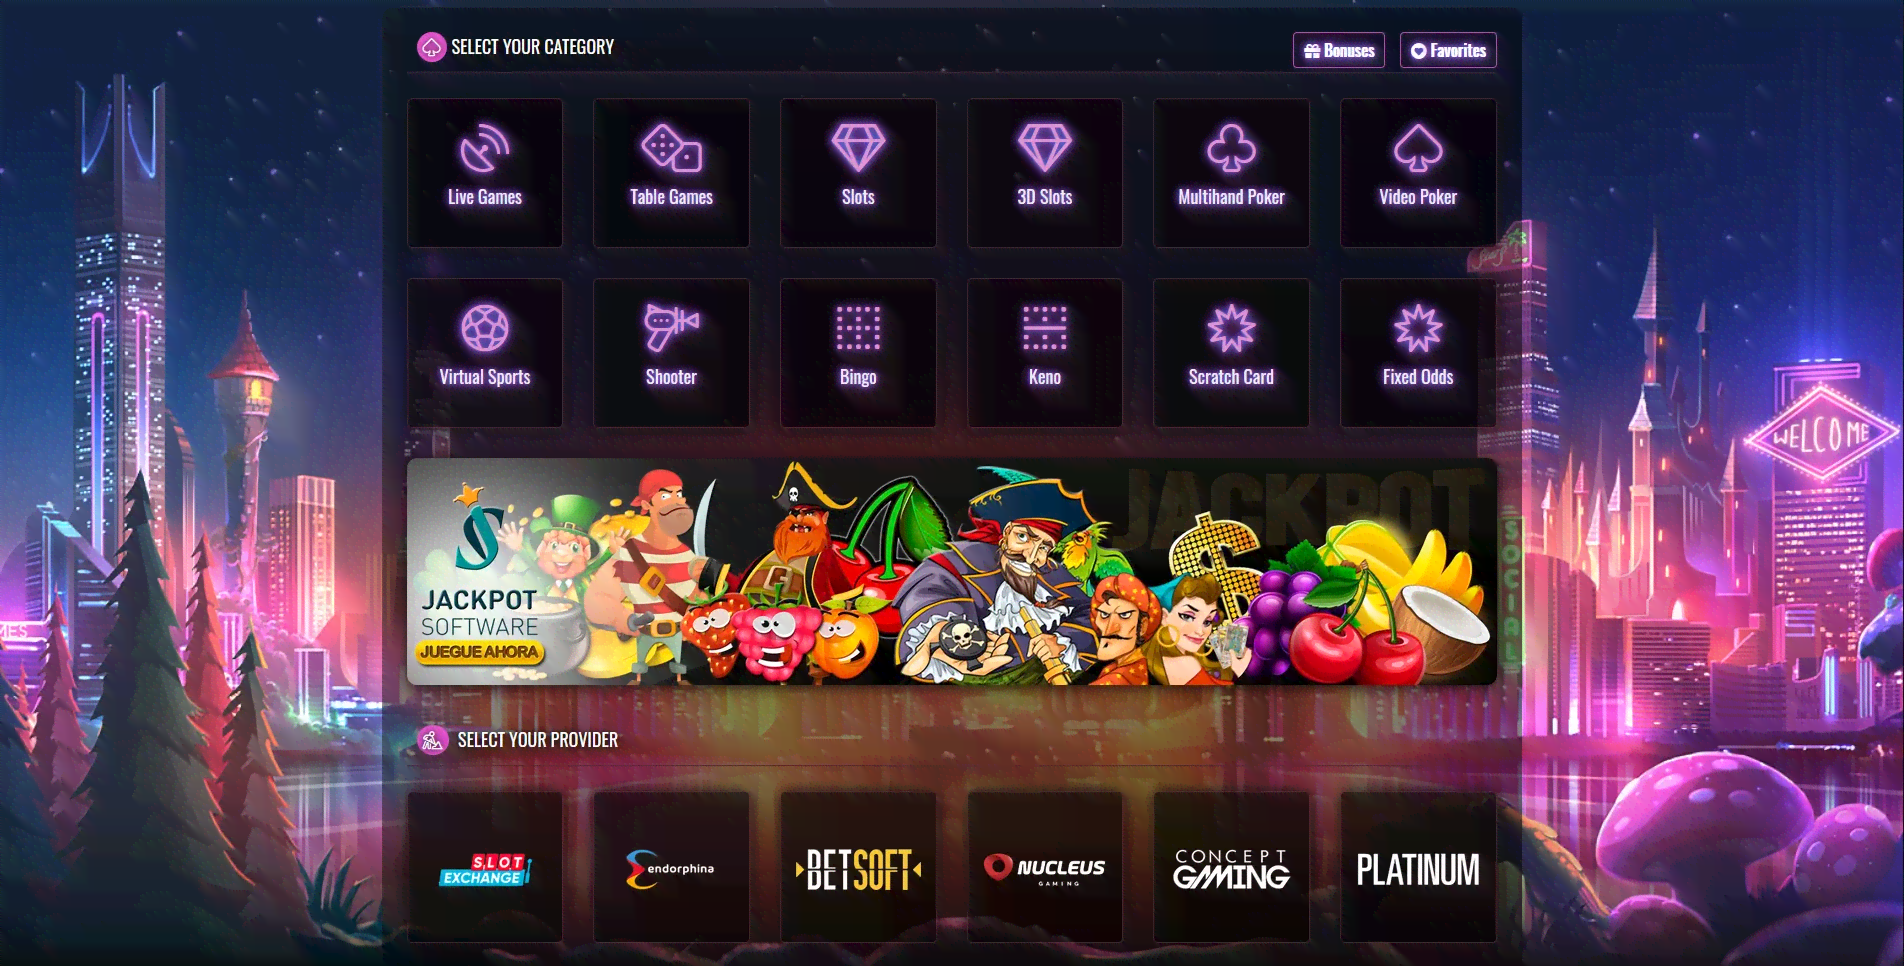 SELECT YOUR CATEGORY
Bonuses
Favorites
Live Games
Table Games
Slots
3D Slots
Multihand Poker
Video Poker
Virtual Sports
Shooter
Bingo
Keno
Scratch Card
Fixed Odds
WELCOME
JACKPOT
JACKPOT
SOFTWARE
JUEGUE AHORA
SOCIAL
SELECT YOUR PROVIDER
SLOT
EXCHANGE
endorphina
BETSOFT
NUCLEUS
GAMING
CONCEPT
GAMING
PLATINUM